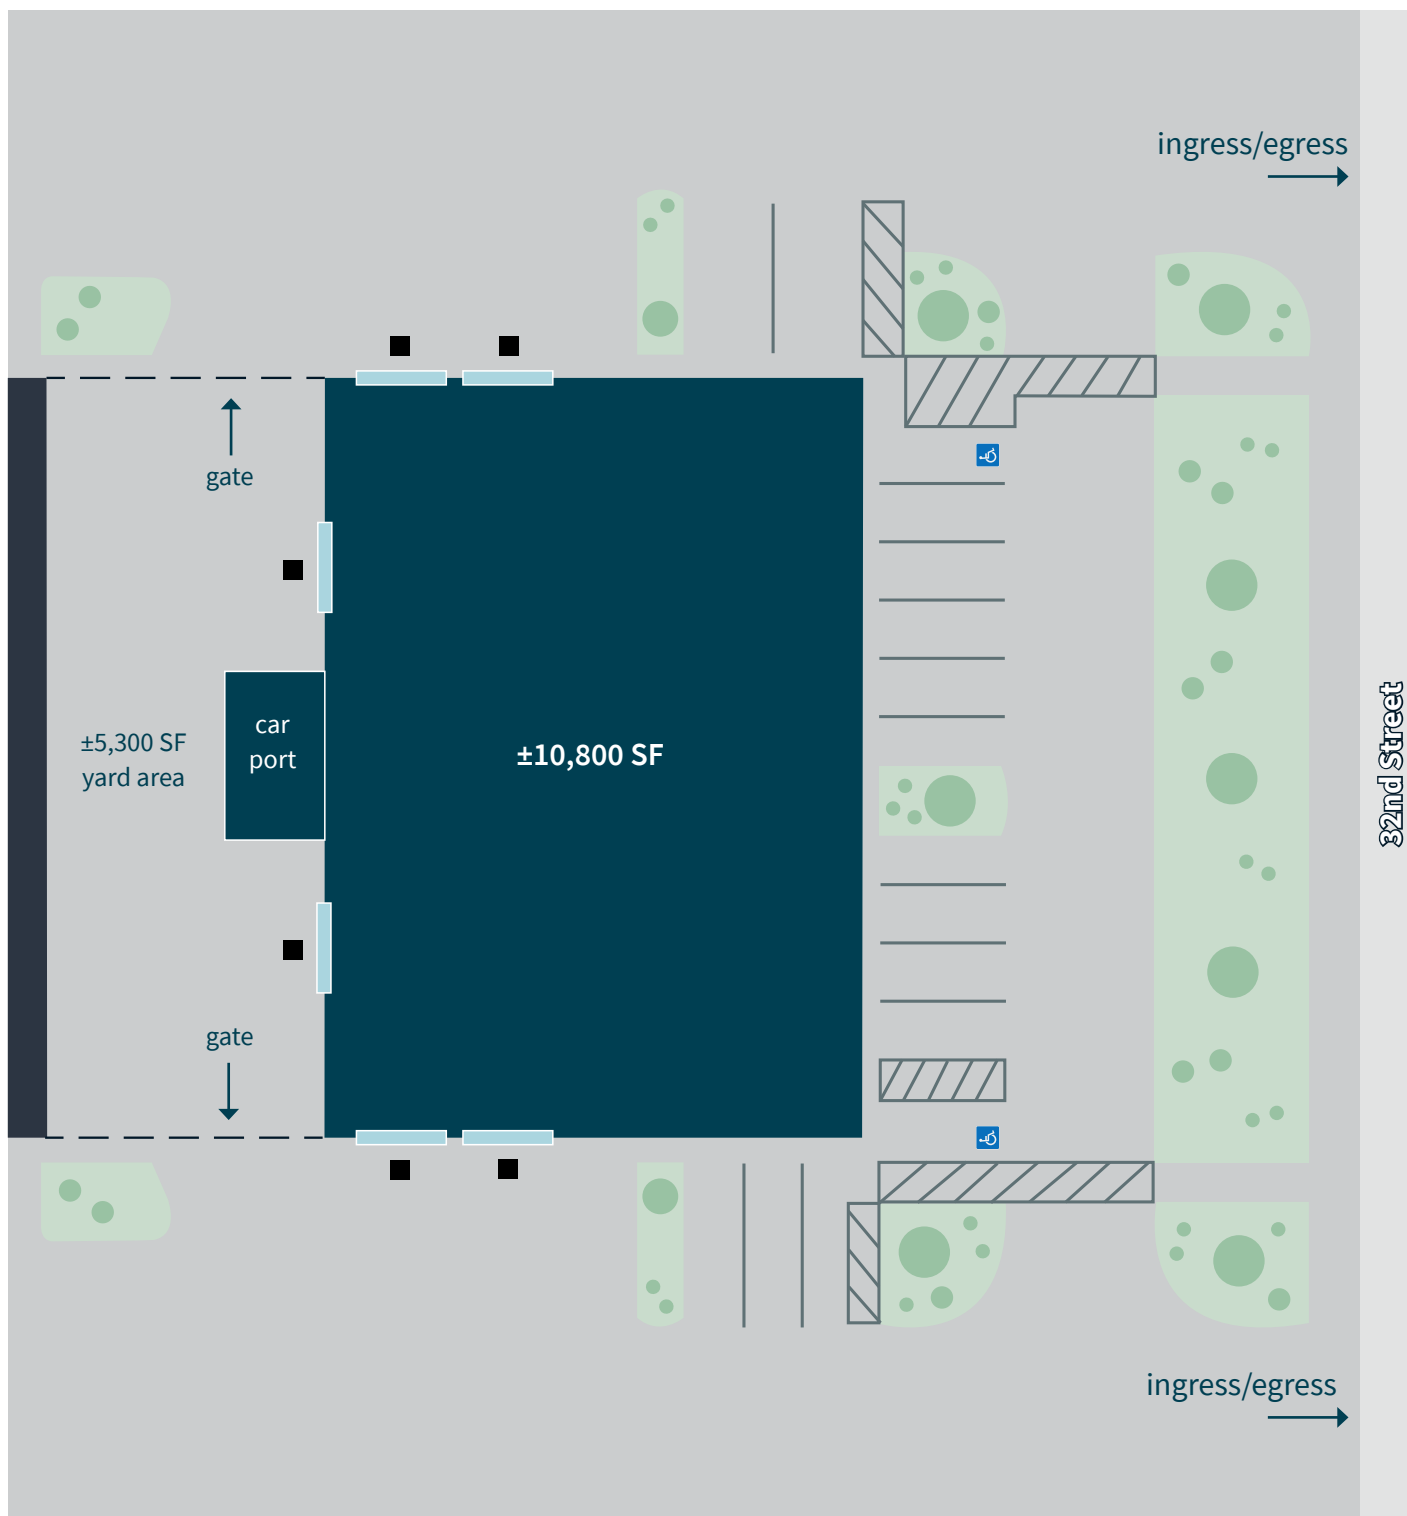 ingress/egress
gate
car
port
±5,300 SF
yard area
±10,800 SF
32nd Street
gate
ingress/egress